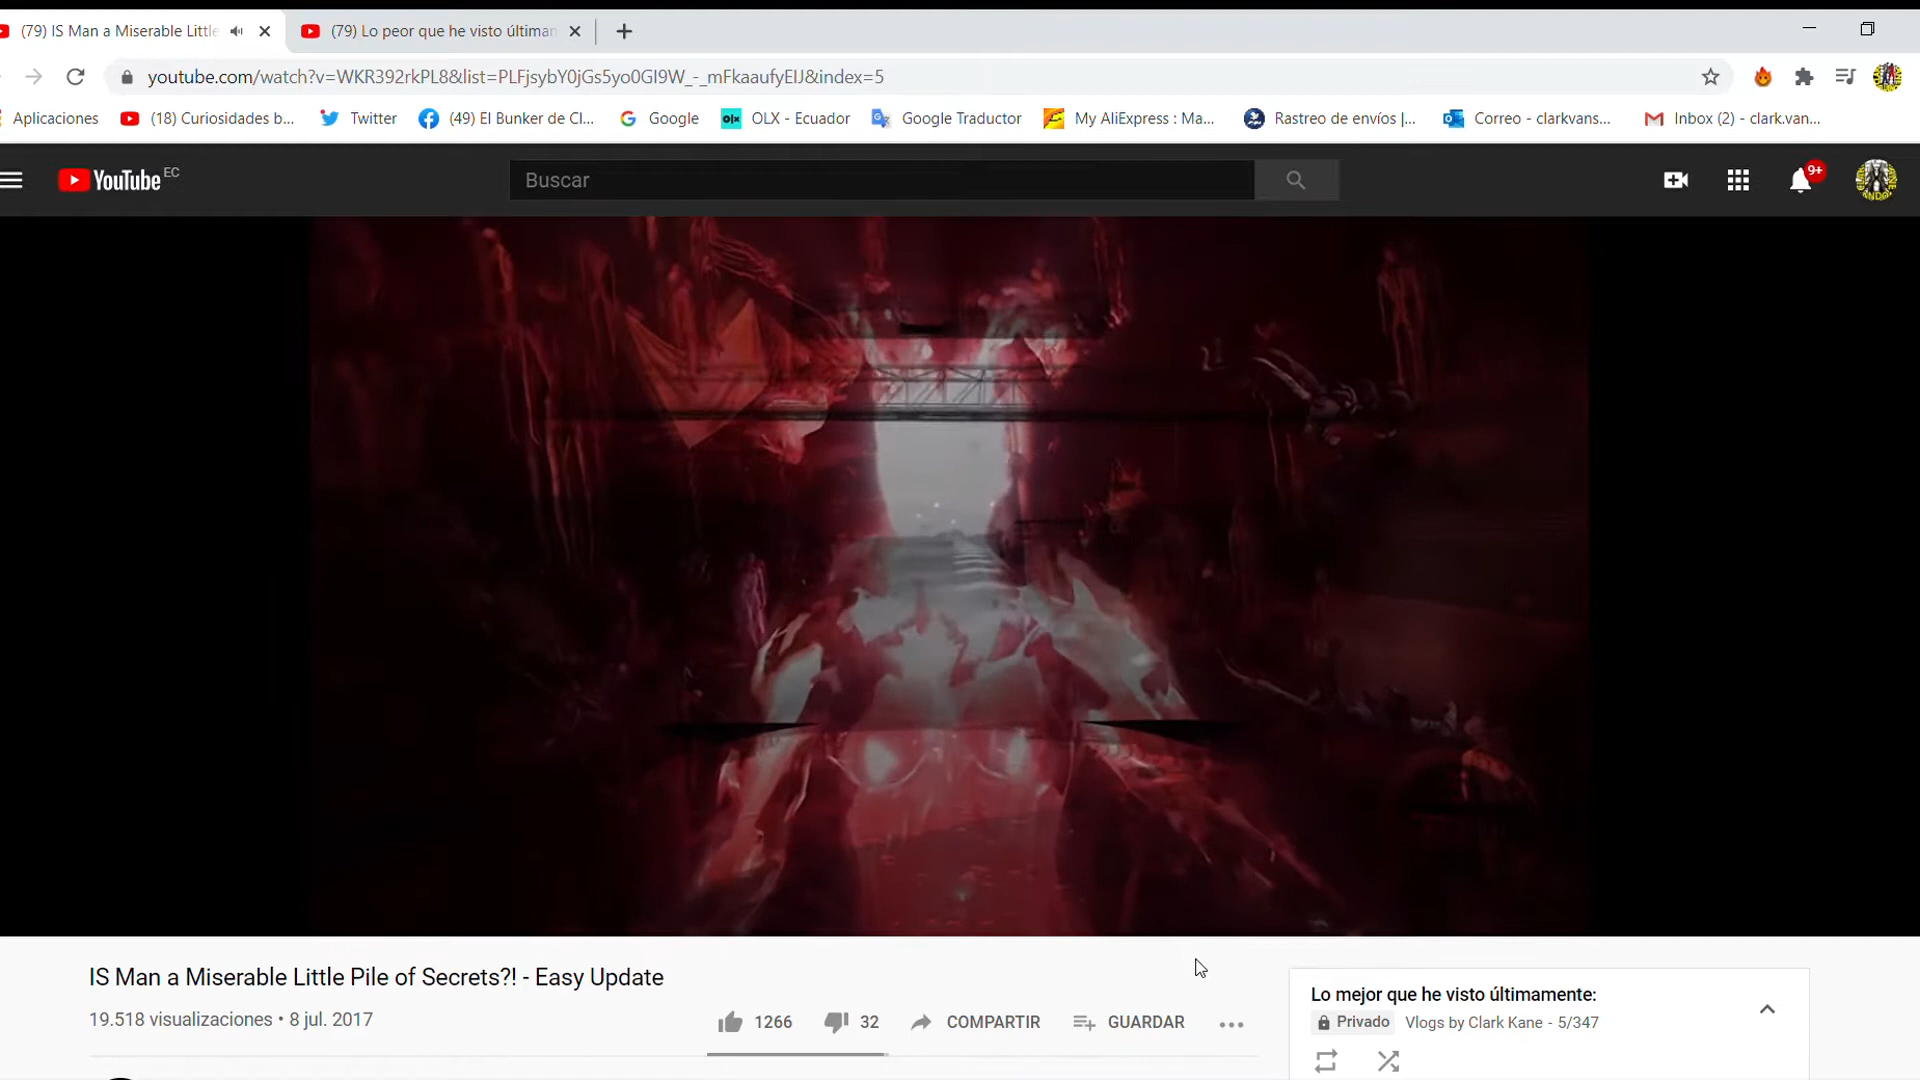 (79) IS Man a Miserable Little
(79) Lo peor que he visto últiman
youtube.com/watch?v=WKR392rkPL8&list=PLFjsybY0jGs5yo0GI9W_-_mFkaaufyEIJ&index=5
Aplicaciones
(18) Curiosidades b...
Twitter
(49) El Bunker de Cl...
Google
OLX - Ecuador
Google Traductor
My AliExpress : Ma...
Rastreo de envíos |...
Correo - clarkvans...
Inbox (2) - clark.van...
YouTube EC
Buscar
9+
IS Man a Miserable Little Pile of Secrets?! - Easy Update
19.518 visualizaciones • 8 jul. 2017
1266
32
COMPARTIR
GUARDAR
Lo mejor que he visto últimamente:
Privado
Vlogs by Clark Kane - 5/347